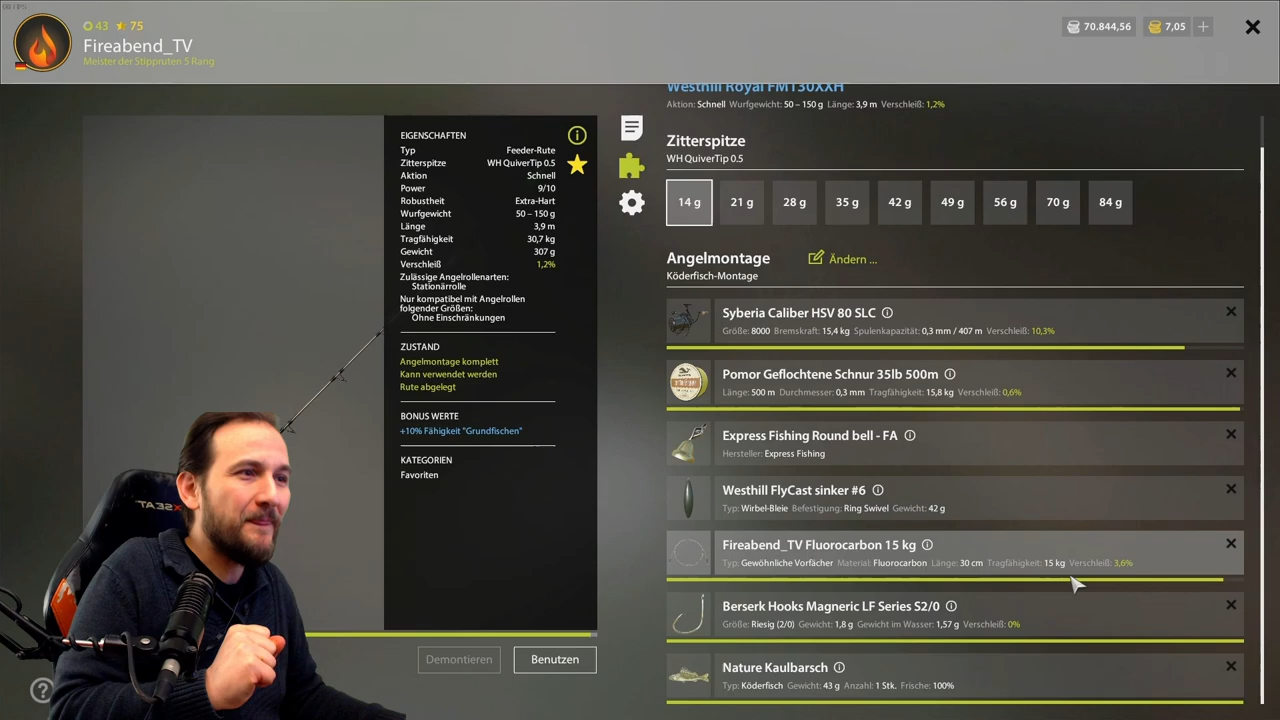 43 75
Fireabend_TV
Meister der Stippruten 5 Rang
70.844,56
7,05
EIGENSCHAFTEN
Typ Feeder-Rute
Zitterspitze WH QuiverTip 0.5
Aktion Schnell
Power 9/10
Robustheit Extra-Hart
Wurfgewicht 50 – 150 g
Länge 3,9 m
Tragfähigkeit 30,7 kg
Gewicht 307 g
Verschleiß 1,2%
Zulässige Angelrollenarten:
Stationärrolle
Nur kompatibel mit Angelrollen
folgender Größen:
Ohne Einschränkungen
ZUSTAND
Angelmontage komplett
Kann verwendet werden
Rute abgelegt
BONUS WERTE
+10% Fähigkeit "Grundfischen"
KATEGORIEN
Favoriten
Demontieren
Benutzen
Westhill Royal FM130XXH
Aktion: Schnell Wurfgewicht: 50 – 150 g Länge: 3,9 m Verschleiß: 1,2%
Zitterspitze
WH QuiverTip 0.5
14 g 21 g 28 g 35 g 42 g 49 g 56 g 70 g 84 g
Angelmontage Ändern ...
Köderfisch-Montage
Syberia Caliber HSV 80 SLC
Größe: 8000 Bremskraft: 15,4 kg Spulenkapazität: 0,3 mm / 407 m Verschleiß: 10,3%
Pomor Geflochtene Schnur 35lb 500m
Länge: 500 m Durchmesser: 0,3 mm Tragfähigkeit: 15,8 kg Verschleiß: 0,6%
Express Fishing Round bell - FA
Hersteller: Express Fishing
Westhill FlyCast sinker #6
Typ: Wirbel-Bleie Befestigung: Ring Swivel Gewicht: 42 g
Fireabend_TV Fluorocarbon 15 kg
Typ: Gewöhnliche Vorfächer Material: Fluorocarbon Länge: 30 cm Tragfähigkeit: 15 kg Verschleiß: 3,6%
Berserk Hooks Magneric LF Series S2/0
Größe: Riesig (2/0) Gewicht: 1,8 g Gewicht im Wasser: 1,57 g Verschleiß: 0%
Nature Kaulbarsch
Typ: Köderfisch Gewicht: 43 g Anzahl: 1 Stk. Frische: 100%